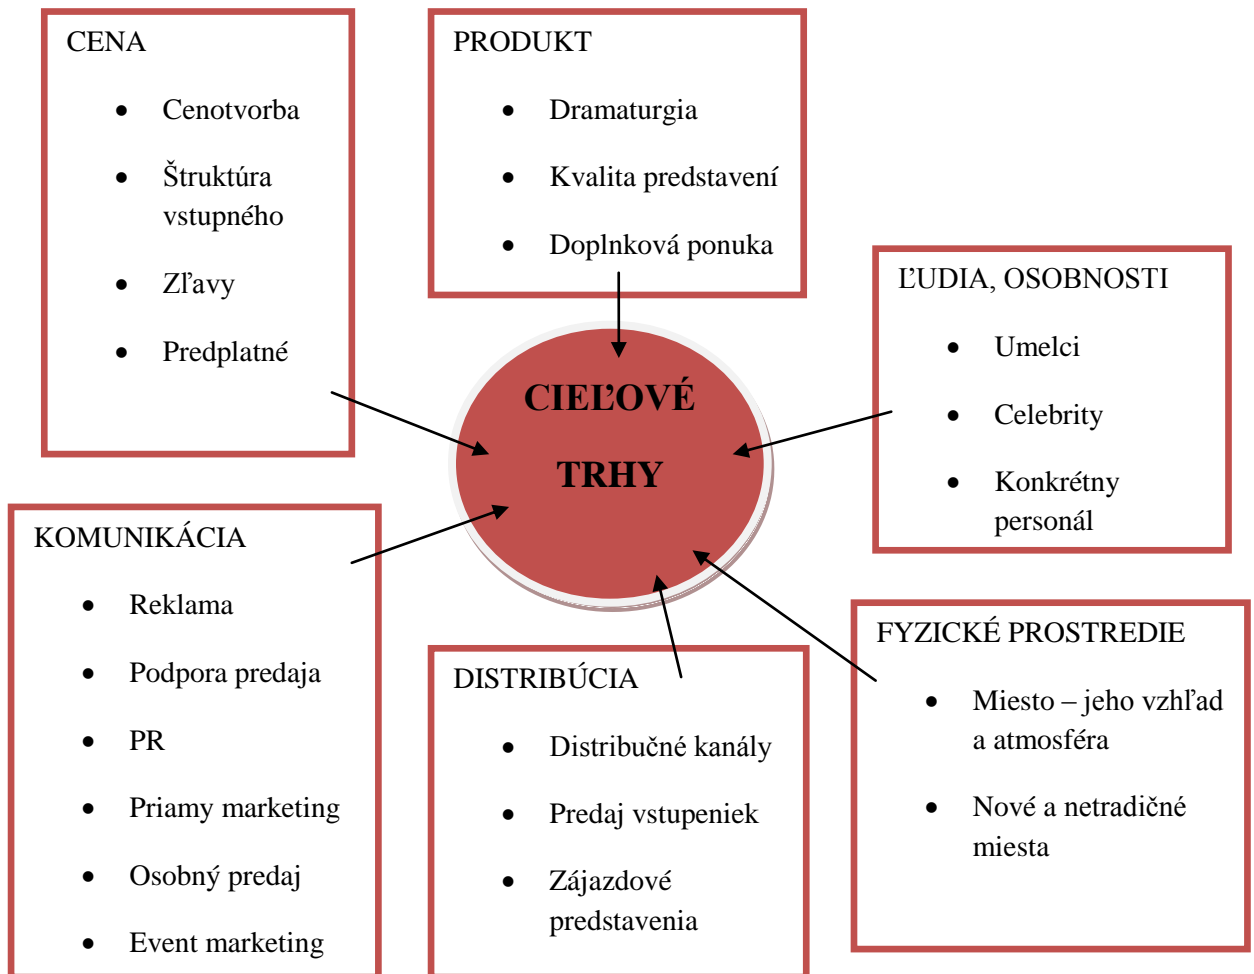 CENA
• Cenotvorba
• Štruktúra
vstupného
• Zľavy
• Predplatné
PRODUKT
• Dramaturgia
• Kvalita predstavení
• Doplnková ponuka
ĽUDIA, OSOBNOSTI
• Umelci
• Celebrity
• Konkrétny
personál
CIEĽOVÉ
TRHY
KOMUNIKÁCIA
• Reklama
• Podpora predaja
• PR
• Priamy marketing
• Osobný predaj
• Event marketing
DISTRIBÚCIA
• Distribučné kanály
• Predaj vstupeniek
• Zájazdové
predstavenia
FYZICKÉ PROSTREDIE
• Miesto – jeho vzhľad
a atmosféra
• Nové a netradičné
miesta